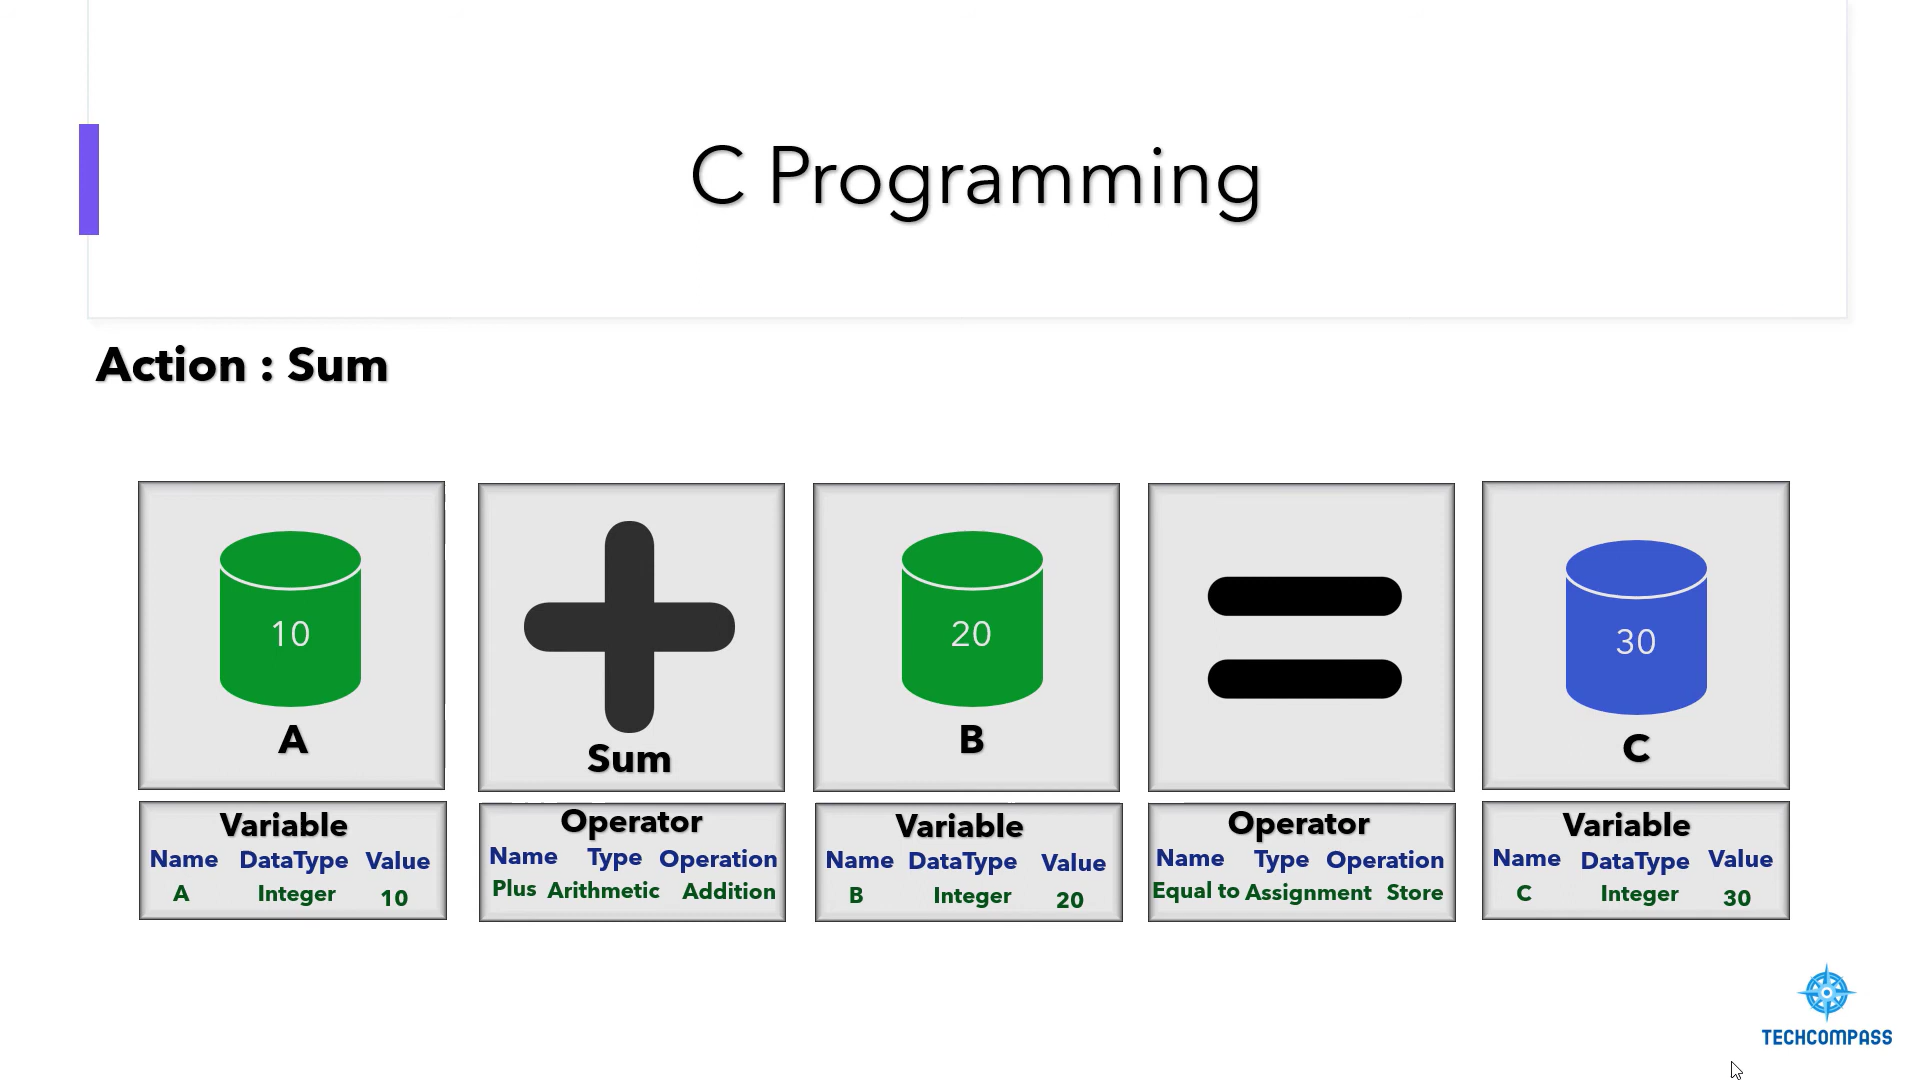 C Programming
Action : Sum
10
A
Sum
20
B
30
C
Variable
Name DataType Value
A Integer 10
Operator
Name Type Operation
Plus Arithmetic Addition
Variable
Name DataType Value
B Integer 20
Operator
Name Type Operation
Equal to Assignment Store
Variable
Name DataType Value
C Integer 30
TECHCOMPASS